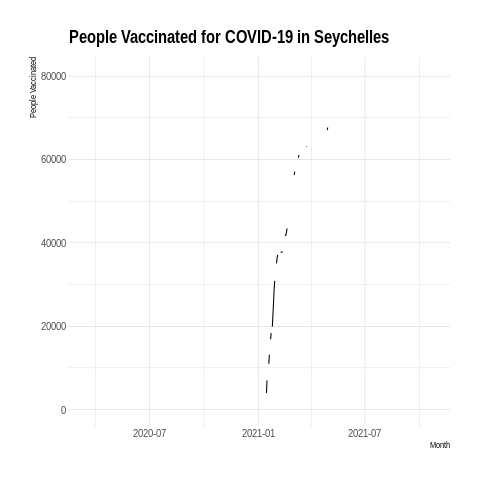 People Vaccinated for COVID-19 in Seychelles
People Vaccinated
80000
60000
40000
20000
0
2020-07 2021-01 2021-07
Month